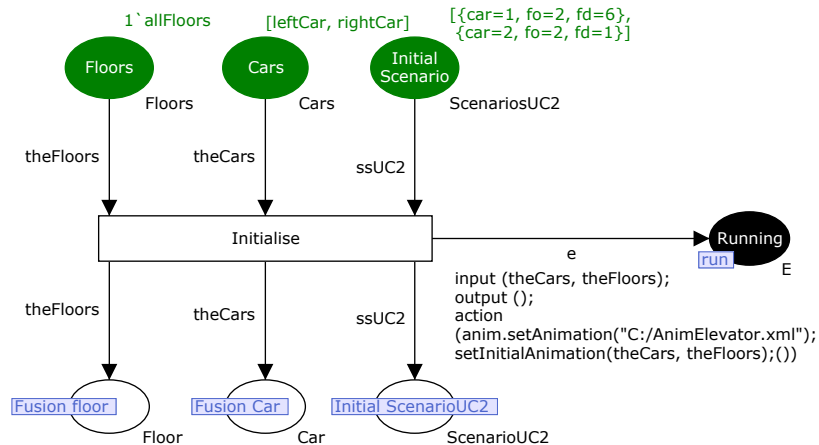 1`allFloors
[leftCar, rightCar]
[{car=1, fo=2, fd=6},
{car=2, fo=2, fd=1}]
Floors
Cars
Initial
Scenario
Floors
Cars
ScenariosUC2
theFloors
theCars
ssUC2
Initialise
Running
run
E
e
input (theCars, theFloors);
output ();
action
(anim.setAnimation("C:/AnimElevator.xml");
setInitialAnimation(theCars, theFloors);())
theFloors
theCars
ssUC2
Fusion floor
Fusion Car
Initial ScenarioUC2
Floor
Car
ScenarioUC2